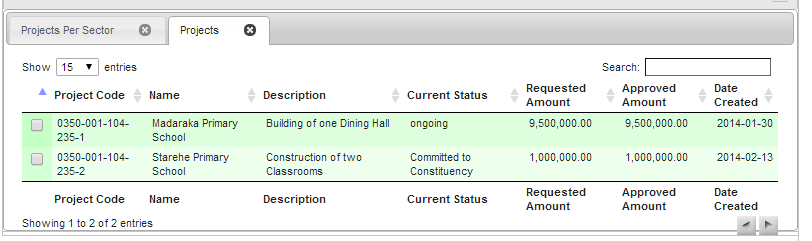 Projects Per Sector Projects
Show 15 entries Search:
Project Code Name Description Current Status Requested Amount Approved Amount Date Created
0350-001-104- Madaraka Primary Building of one Dining Hall ongoing 9,500,000.00 9,500,000.00 2014-01-30
235-1 School
0350-001-104- Starehe Primary Construction of two Committed to 1,000,000.00 1,000,000.00 2014-02-13
235-2 School Classrooms Constituency
Project Code Name Description Current Status Requested Amount Approved Amount Date Created
Showing 1 to 2 of 2 entries